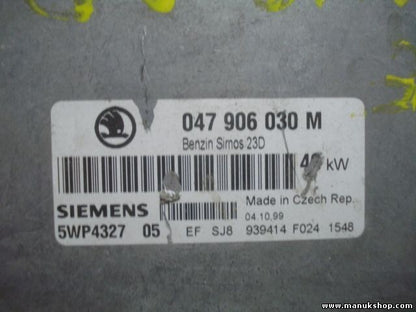 047 906 030 M
Benzin Simos 23D
kW
SIEMENS
Made in Czech Rep.
04.10.99
5WP4327 05 EF SJ8 939414 F024 1548
www.manukshop.com